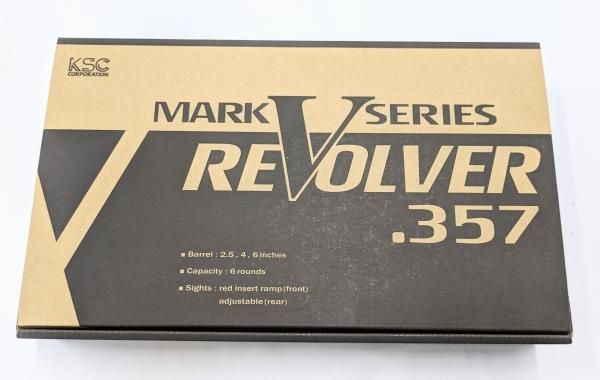 KSC
CORPORATION
MARK V SERIES
REVOLVER
.357
■ Barrel : 2.5 , 4 , 6 inches
■ Capacity : 6 rounds
■ Sights : red insert ramp (front)
adjustable (rear)